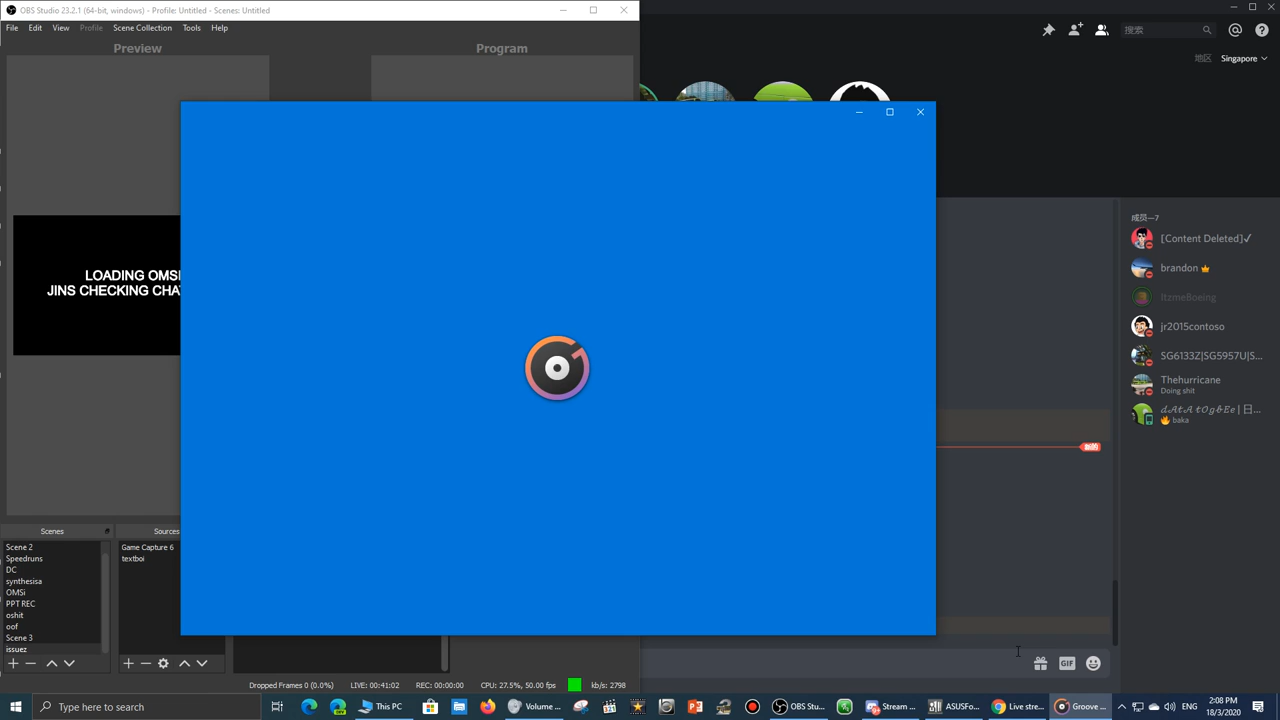 OBS Studio 23.2.1 (64-bit, windows) - Profile: Untitled - Scenes: Untitled
File Edit View Profile Scene Collection Tools Help
Preview
Program
LOADING OMSI
JINS CHECKING CHA
Scenes
Sources
Scene 2
Speedruns
DC
synthesisa
OMSi
PPT REC
oshit
oof
Scene 3
issuez
Game Capture 6
textboi
Dropped Frames 0 (0.0%) LIVE: 00:41:02 REC: 00:00:00 CPU: 27.5%, 50.00 fps kb/s: 2798
搜索
地区 Singapore
成员—7
[Content Deleted]✓
brandon
ItzmeBoeing
jr2015contoso
SG6133Z|SG5957U|S...
Thehurricane
Doing shit
𝓭𝓐𝓽𝓐 𝓽𝓞𝓰𝓫𝓔𝓮 | 日...
baka
新的
GIF
Type here to search
This PC
Volume ...
OBS Stu...
Stream ...
ASUSFo...
Live stre...
Groove ...
2:08 PM
18/3/2020